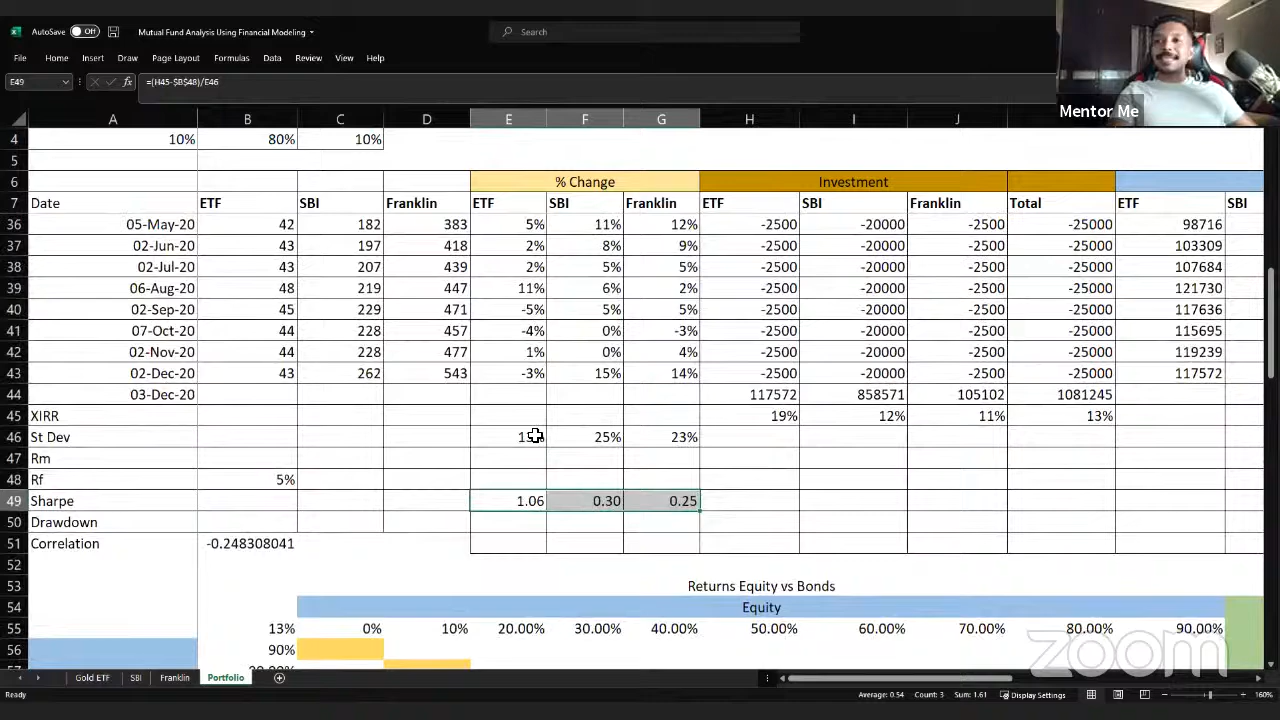 AutoSave Off Mutual Fund Analysis Using Financial Modeling Search
File Home Insert Draw Page Layout Formulas Data Review View Help
E49 fx =(H45-$B$48)/E46
Mentor Me
A B C D E F G H I J K L
4 10% 80% 10%
5
6 % Change Investment
7 Date ETF SBI Franklin ETF SBI Franklin ETF SBI Franklin Total ETF SBI
36 05-May-20 42 182 383 5% 11% 12% -2500 -20000 -2500 -25000 98716
37 02-Jun-20 43 197 418 2% 8% 9% -2500 -20000 -2500 -25000 103309
38 02-Jul-20 43 207 439 2% 5% 5% -2500 -20000 -2500 -25000 107684
39 06-Aug-20 48 219 447 11% 6% 2% -2500 -20000 -2500 -25000 121730
40 02-Sep-20 45 229 471 -5% 5% 5% -2500 -20000 -2500 -25000 117636
41 07-Oct-20 44 228 457 -4% 0% -3% -2500 -20000 -2500 -25000 115695
42 02-Nov-20 44 228 477 1% 0% 4% -2500 -20000 -2500 -25000 119239
43 02-Dec-20 43 262 543 -3% 15% 14% -2500 -20000 -2500 -25000 117572
44 03-Dec-20 117572 858571 105102 1081245
45 XIRR 19% 12% 11% 13%
46 St Dev 25% 23%
47 Rm
48 Rf 5%
49 Sharpe 1.06 0.30 0.25
50 Drawdown
51 Correlation -0.248308041
52
53 Returns Equity vs Bonds
54 Equity
55 13% 0% 10% 20.00% 30.00% 40.00% 50.00% 60.00% 70.00% 80.00% 90.00%
56 90%
zoom
Gold ETF SBI Franklin Portfolio
Ready Average: 0.54 Count: 3 Sum: 1.61 Display Settings 160%